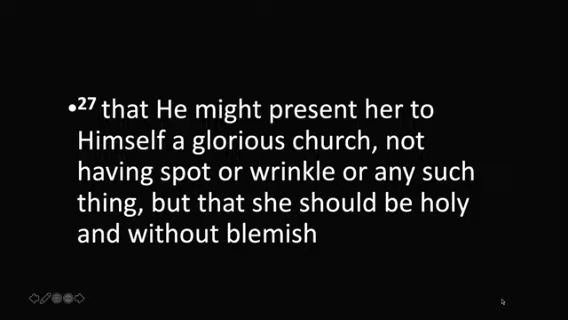 •27 that He might present her to
Himself a glorious church, not
having spot or wrinkle or any such
thing, but that she should be holy
and without blemish